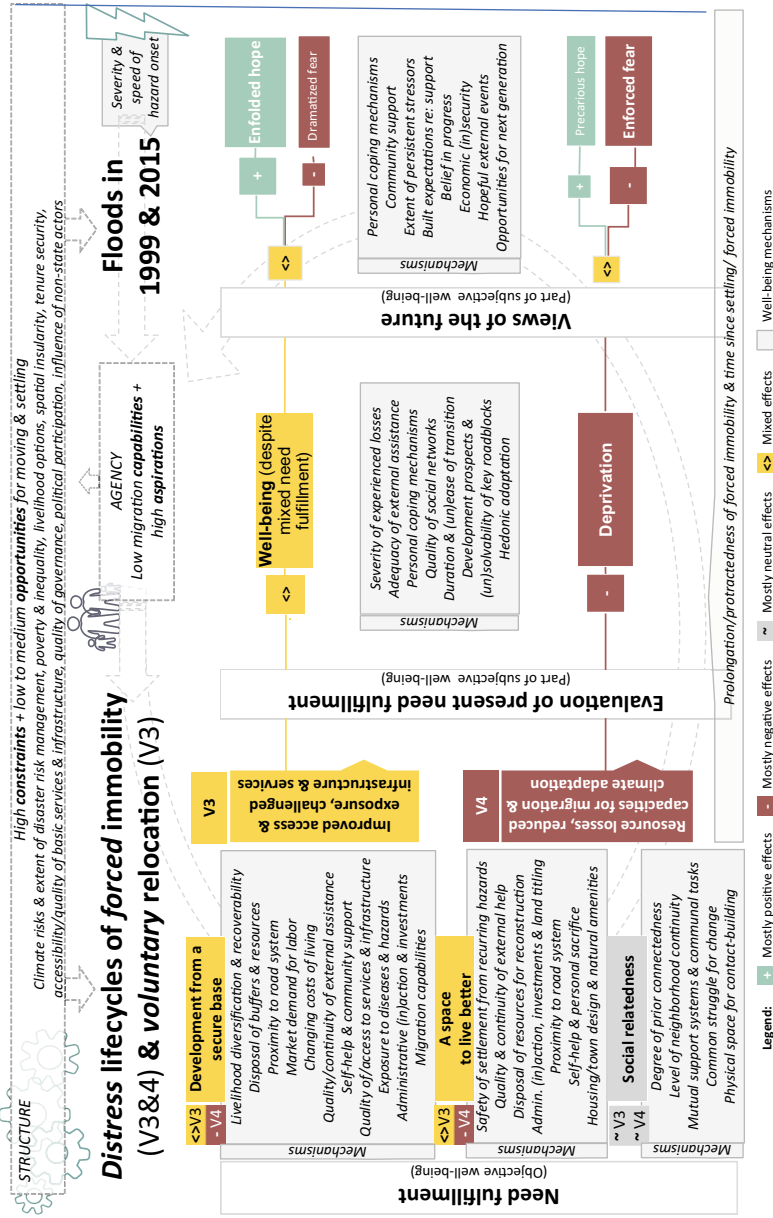 STRUCTURE
High constraints + low to medium opportunities for moving & settling
Climate risks & extent of disaster risk management, poverty & inequality, livelihood options, spatial insularity, tenure security,
accessibility/quality of basic services & infrastructure, quality of governance, political participation, influence of non-state actors
Distress lifecycles of forced immobility
(V3&4) & voluntary relocation (V3)
AGENCY
Low migration capabilities +
high aspirations
Floods in
1999 & 2015
Severity &
speed of
hazard onset
Need fulfillment
(Objective well-being)
<>V3
- V4
Development from a
secure base
Mechanisms
Livelihood diversification & recoverability
Disposal of buffers & resources
Proximity to road system
Market demand for labor
Changing costs of living
Quality/continuity of external assistance
Self-help & community support
Quality of/access to services & infrastructure
Exposure to diseases & hazards
Administrative (in)action & investments
Migration capabilities
<>V3
- V4
A space
to live better
Mechanisms
Safety of settlement from recurring hazards
Quality & continuity of external help
Disposal of resources for reconstruction
Admin. (in)action, investments & land titling
Proximity to road system
Self-help & personal sacrifice
Housing/town design & natural amenities
~ V3
~ V4
Social relatedness
Mechanisms
Degree of prior connectedness
Level of neighborhood continuity
Mutual support systems & communal tasks
Common struggle for change
Physical space for contact-building
V3
Improved access &
exposure, challenged
infrastructure & services
V4
Resource losses, reduced
capacities for migration &
climate adaptation
Evaluation of present need fulfillment
(Part of subjective well-being)
<>
Well-being (despite
mixed need
fulfillment)
Mechanisms
Severity of experienced losses
Adequacy of external assistance
Personal coping mechanisms
Quality of social networks
Duration & (un)ease of transition
Development prospects &
(un)solvability of key roadblocks
Hedonic adaptation
-
Deprivation
Views of the future
(Part of subjective well-being)
<>
+
Enfolded hope
-
Dramatized fear
Mechanisms
Personal coping mechanisms
Community support
Extent of persistent stressors
Built expectations re: support
Belief in progress
Economic (in)security
Hopeful external events
Opportunities for next generation
<>
+
Precarious hope
-
Enforced fear
Prolongation/protractedness of forced immobility & time since settling/ forced immobility
Legend:
+ Mostly positive effects
- Mostly negative effects
~ Mostly neutral effects
<> Mixed effects
Well-being mechanisms